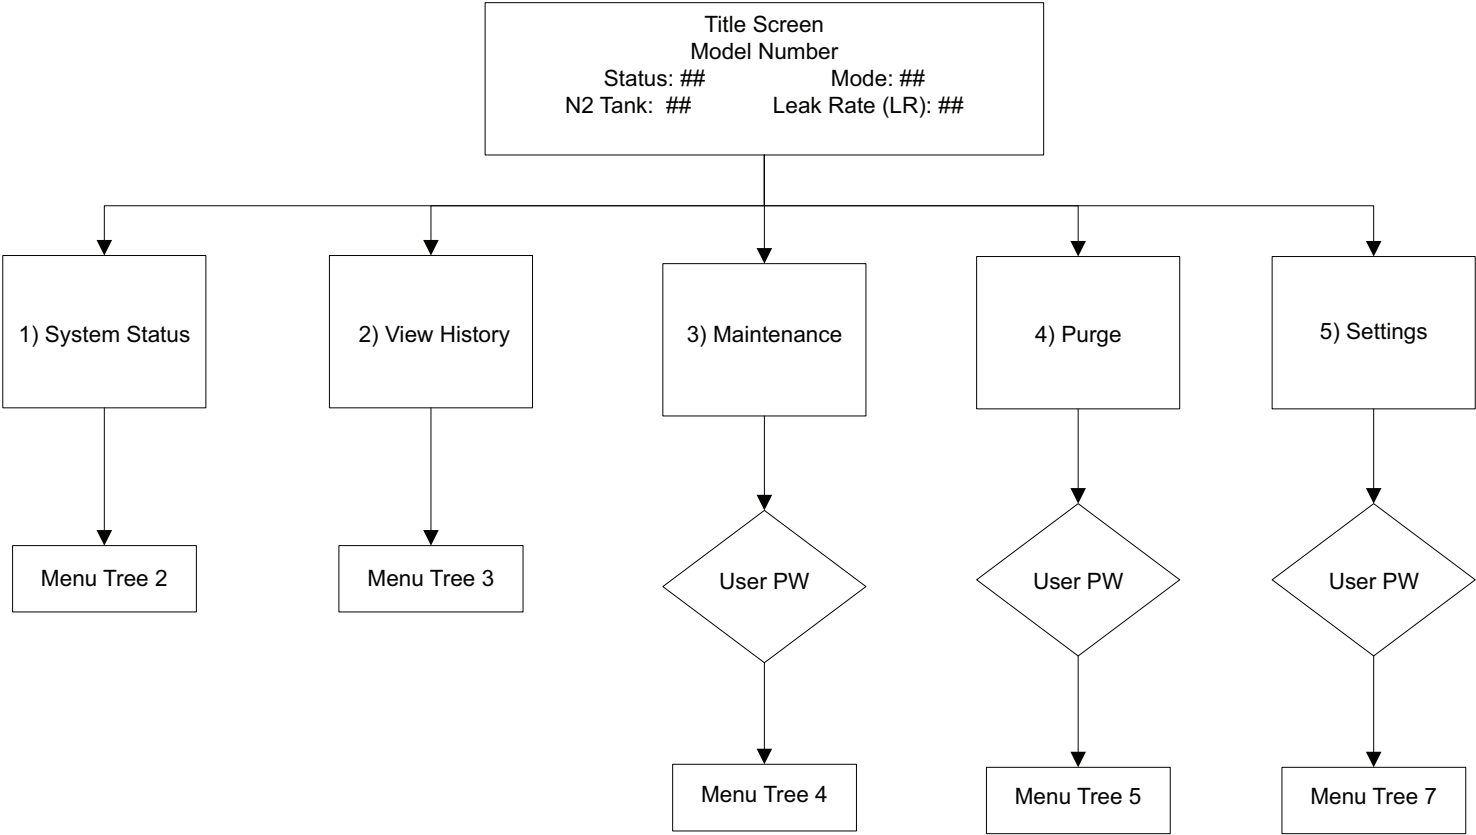 Title Screen
Model Number
Status: ## Mode: ##
N2 Tank: ## Leak Rate (LR): ##
1) System Status
2) View History
3) Maintenance
4) Purge
5) Settings
Menu Tree 2
Menu Tree 3
User PW
User PW
User PW
Menu Tree 4
Menu Tree 5
Menu Tree 7